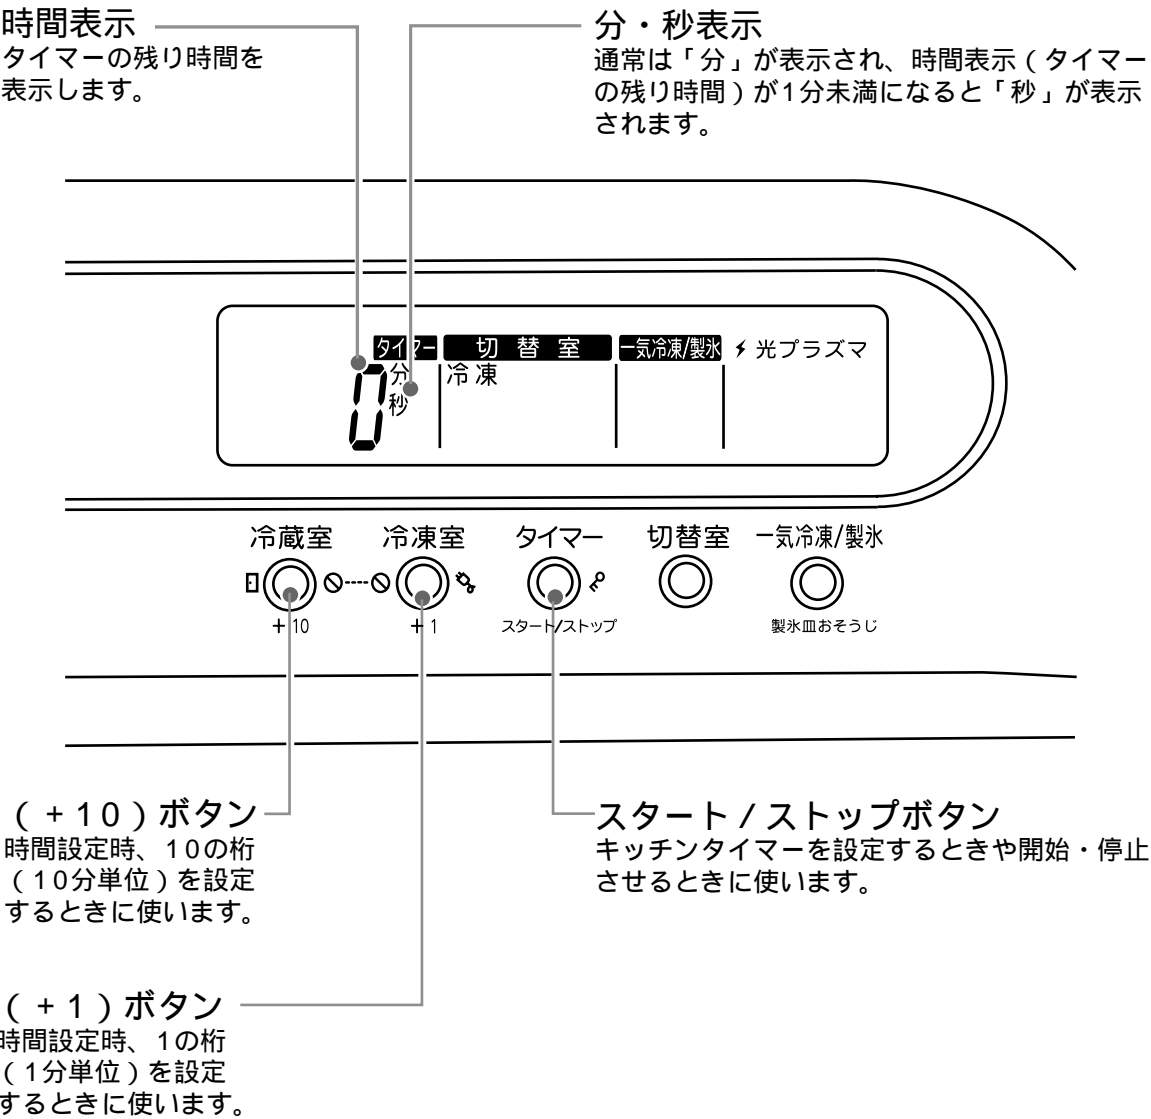 時間表示
タイマーの残り時間を
表示します。
分・秒表示
通常は「分」が表示され、時間表示(タイマー
の残り時間)が1分未満になると「秒」が表示
されます。
タイマー 切替室 一気冷凍/製氷 光プラズマ
0 分 冷凍
秒
冷蔵室 冷凍室 タイマー 切替室 一気冷凍/製氷
+10 +1 スタート/ストップ 製氷皿おそうじ
(+10)ボタン
時間設定時、10の桁
(10分単位)を設定
するときに使います。
スタート/ストップボタン
キッチンタイマーを設定するときや開始・停止
させるときに使います。
(+1)ボタン
時間設定時、1の桁
(1分単位)を設定
するときに使います。